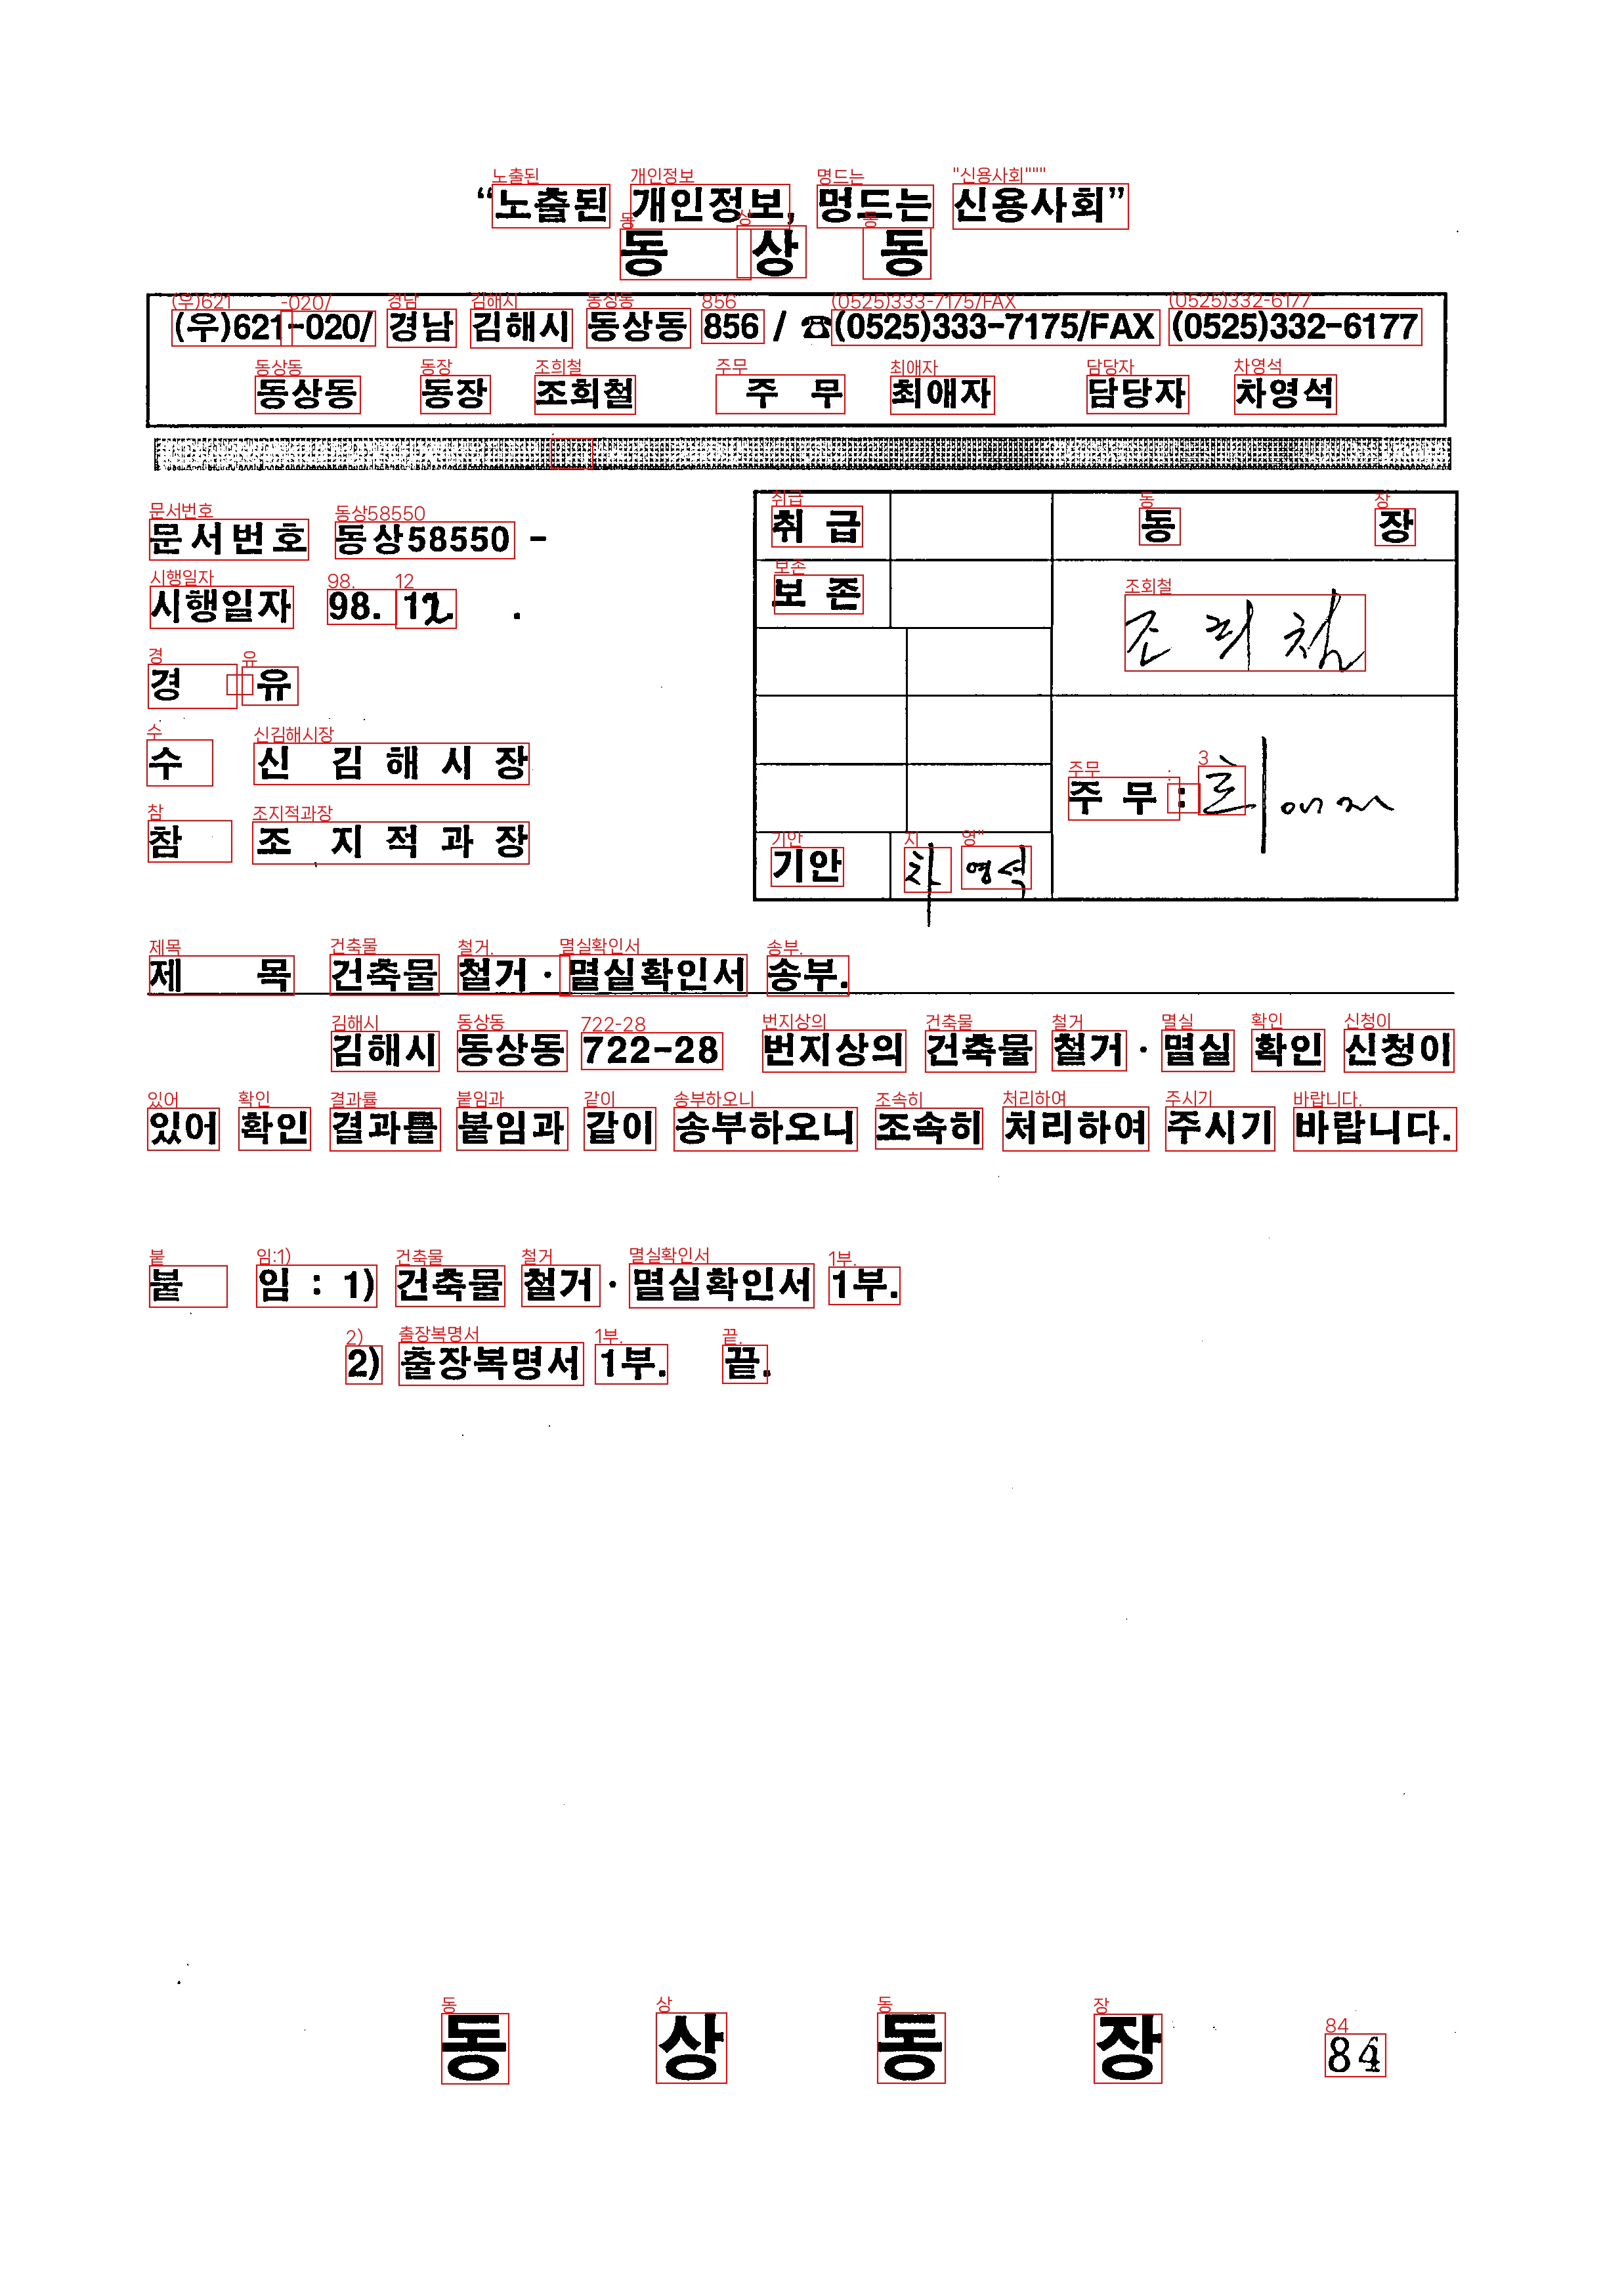 “노출된 개인정보, 멍드는 신용사회”
동 상 동
(우)621-020/ 경남 김해시 동상동 856 / ☎(0525)333-7175/FAX (0525)332-6177
동상동 동장 조희철 주 무 최애자 담당자 차영석
문서번호 동상58550 -
시행일자 98. 12. .
경 유
수 신 김 해 시 장
참 조 지 적 과 장
취 급 동 장
보 존 조희철
주 무 : 최애자
기안 차영석
제 목 건축물 철거 · 멸실확인서 송부.
김해시 동상동 722-28 번지상의 건축물 철거 · 멸실 확인 신청이
있어 확인 결과를 붙임과 같이 송부하오니 조속히 처리하여 주시기 바랍니다.
붙 임 : 1) 건축물 철거 · 멸실확인서 1부.
2) 출장복명서 1부. 끝.
동 상 동 장
84